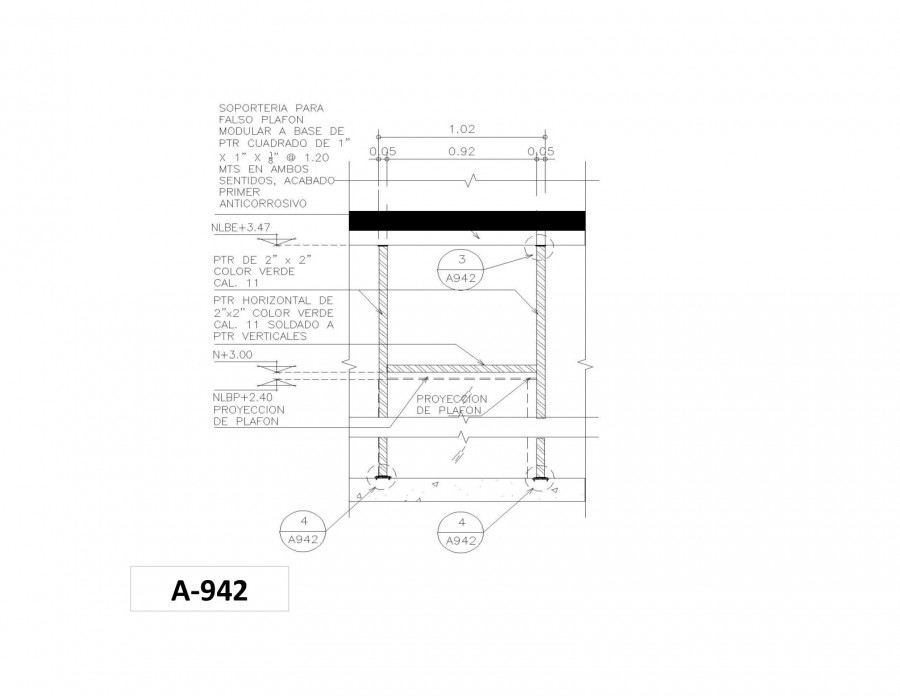 SOPORTERIA PARA
FALSO PLAFON
MODULAR A BASE DE
PTR CUADRADO DE 1"
X 1" X 1/8" @ 1.20
MTS EN AMBOS
SENTIDOS, ACABADO
PRIMER
ANTICORROSIVO
1.02
0.05 0.92 0.05
NLBE+3.47
PTR DE 2" x 2"
COLOR VERDE
CAL. 11
3
A942
PTR HORIZONTAL DE
2"x2" COLOR VERDE
CAL. 11 SOLDADO A
PTR VERTICALES
N+3.00
NLBP+2.40
PROYECCION
DE PLAFON
PROYECCION
DE PLAFON
4
A942
4
A942
A-942